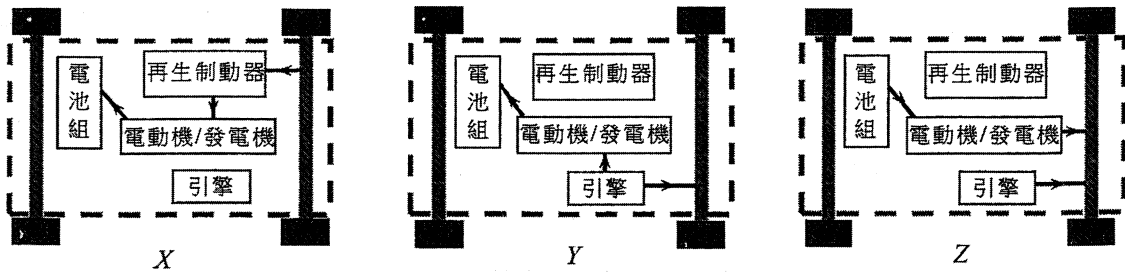 電池組
再生制動器
電動機/發電機
引擎
X
電池組
再生制動器
電動機/發電機
引擎
Y
電池組
再生制動器
電動機/發電機
引擎
Z